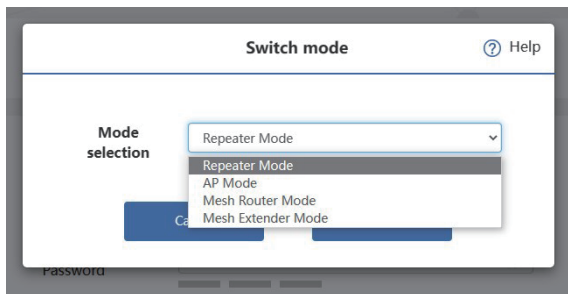 Switch mode
Help
Mode
selection
Repeater Mode
Repeater Mode
AP Mode
Mesh Router Mode
Mesh Extender Mode
Password